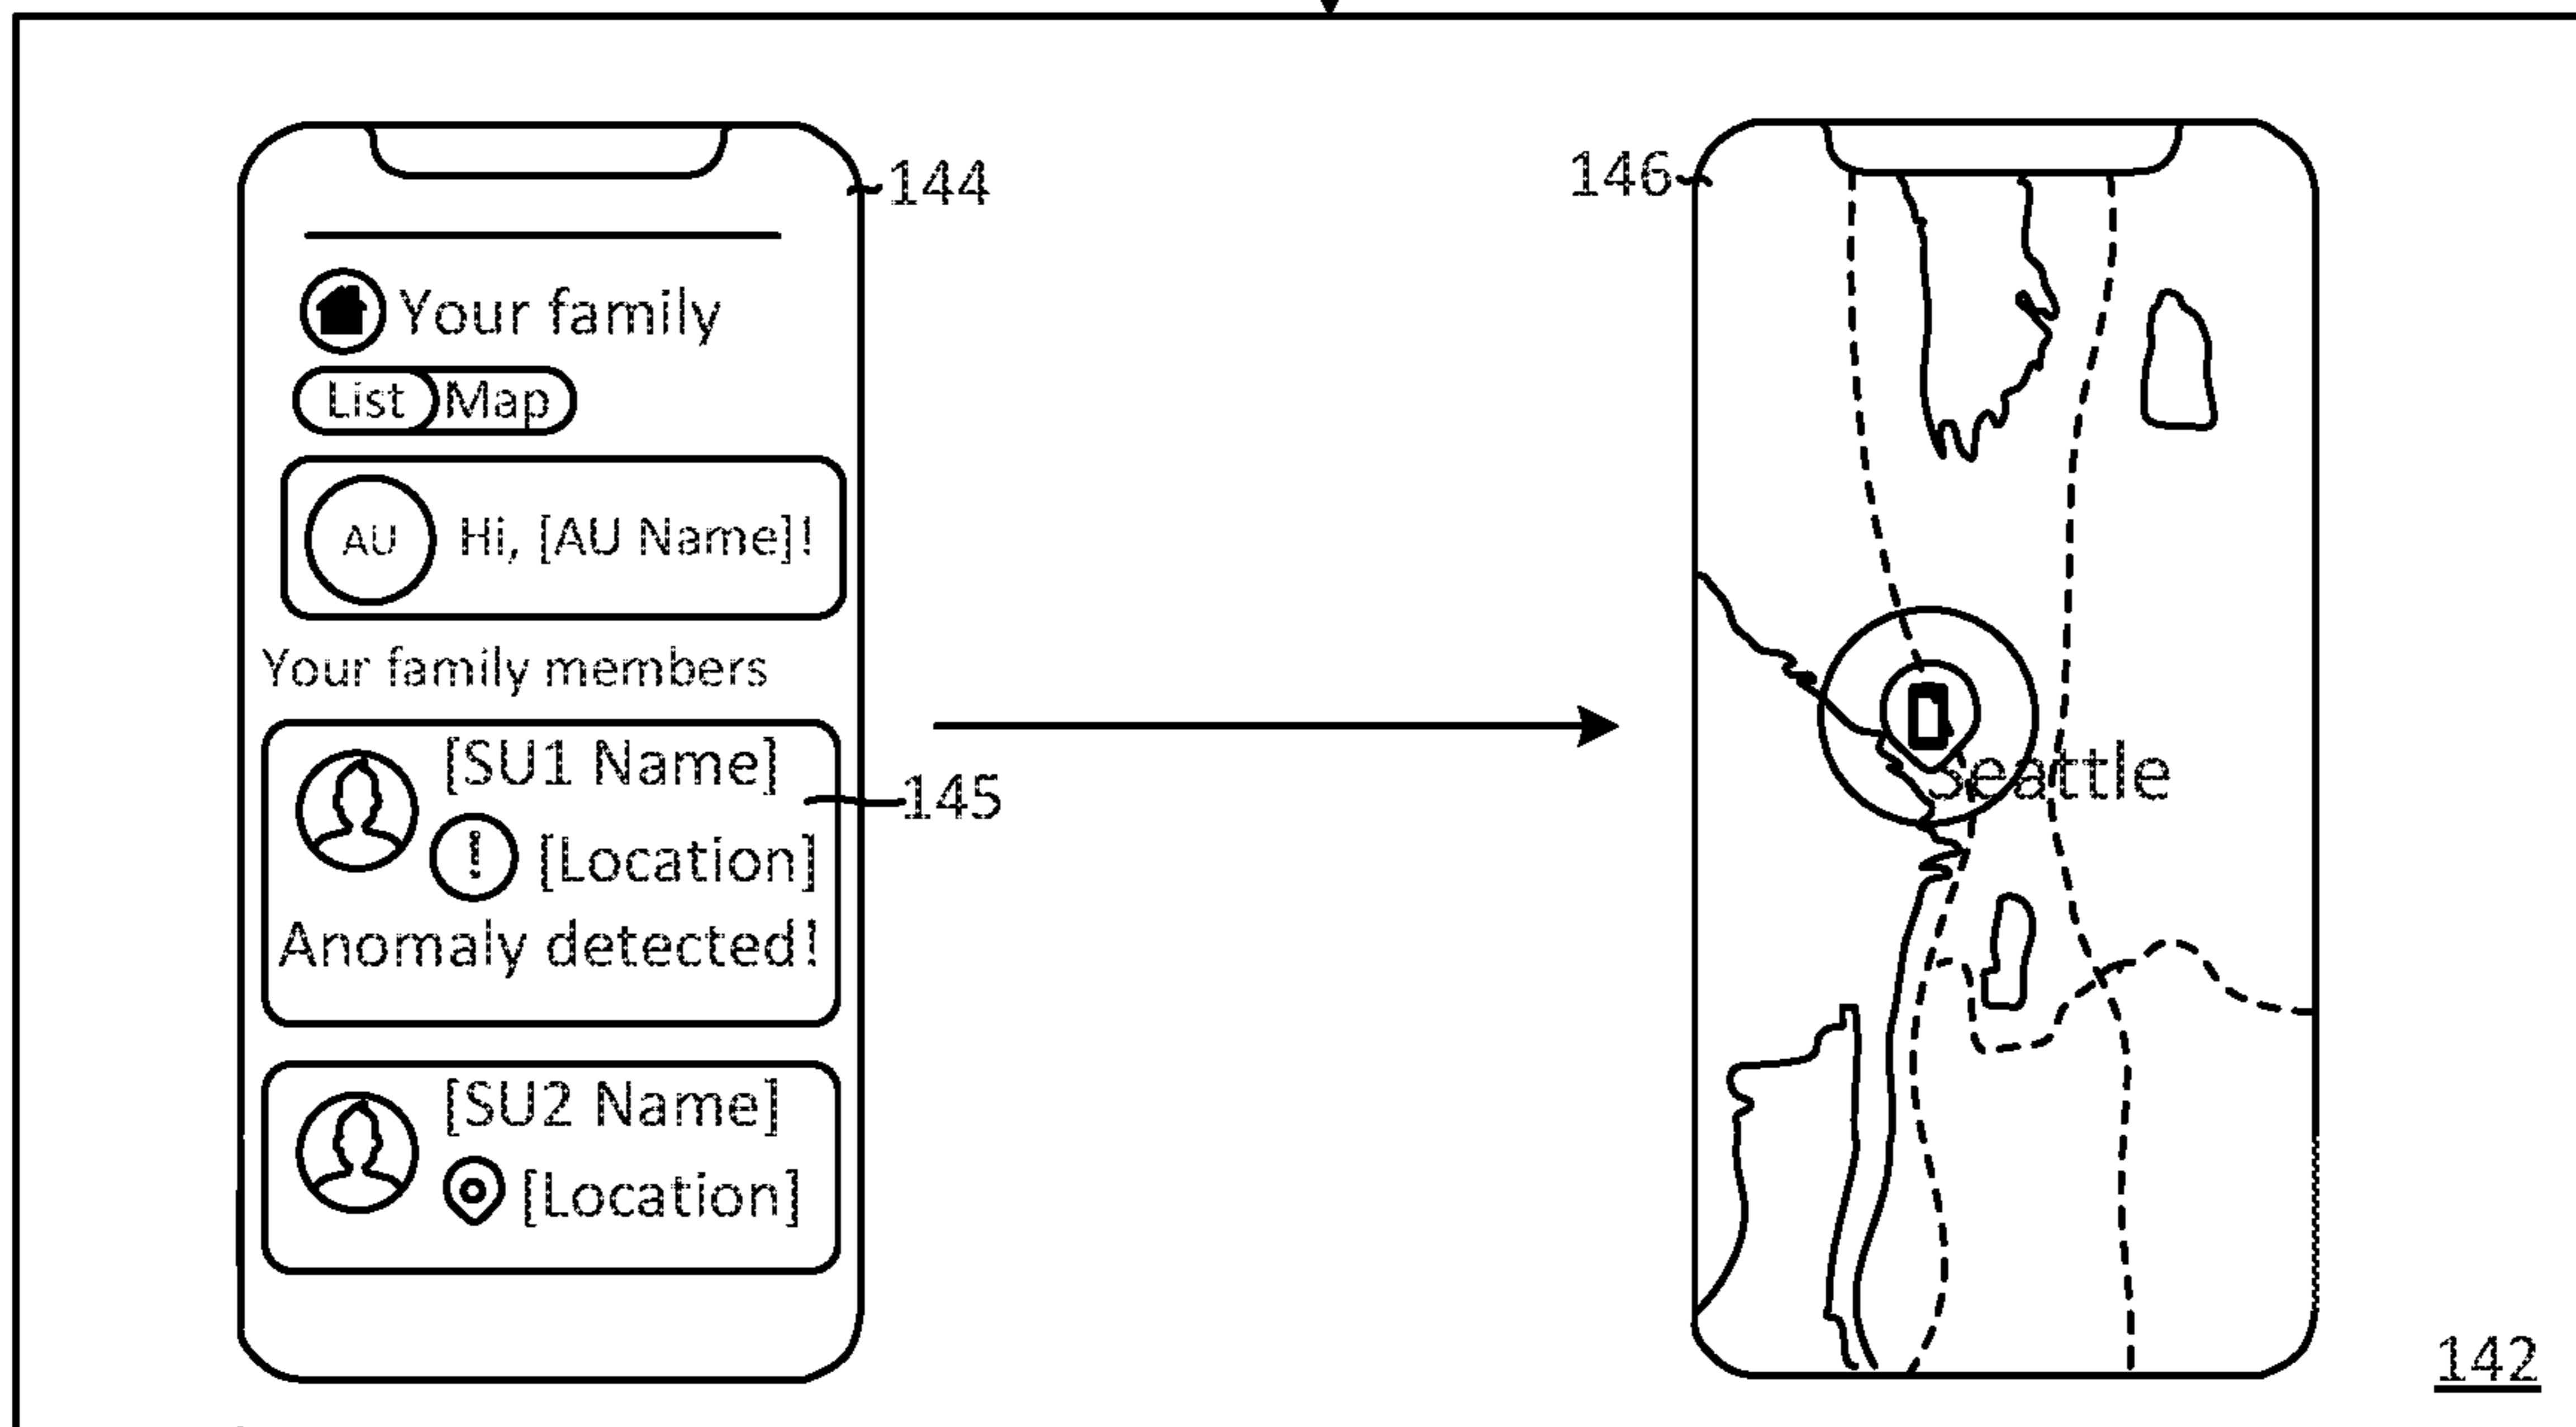 144
146
Your family
List Map
AU Hi, [AU Name]!
Your family members
[SU1 Name]
145
! [Location]
Anomaly detected!
Seattle
[SU2 Name]
[Location]
142